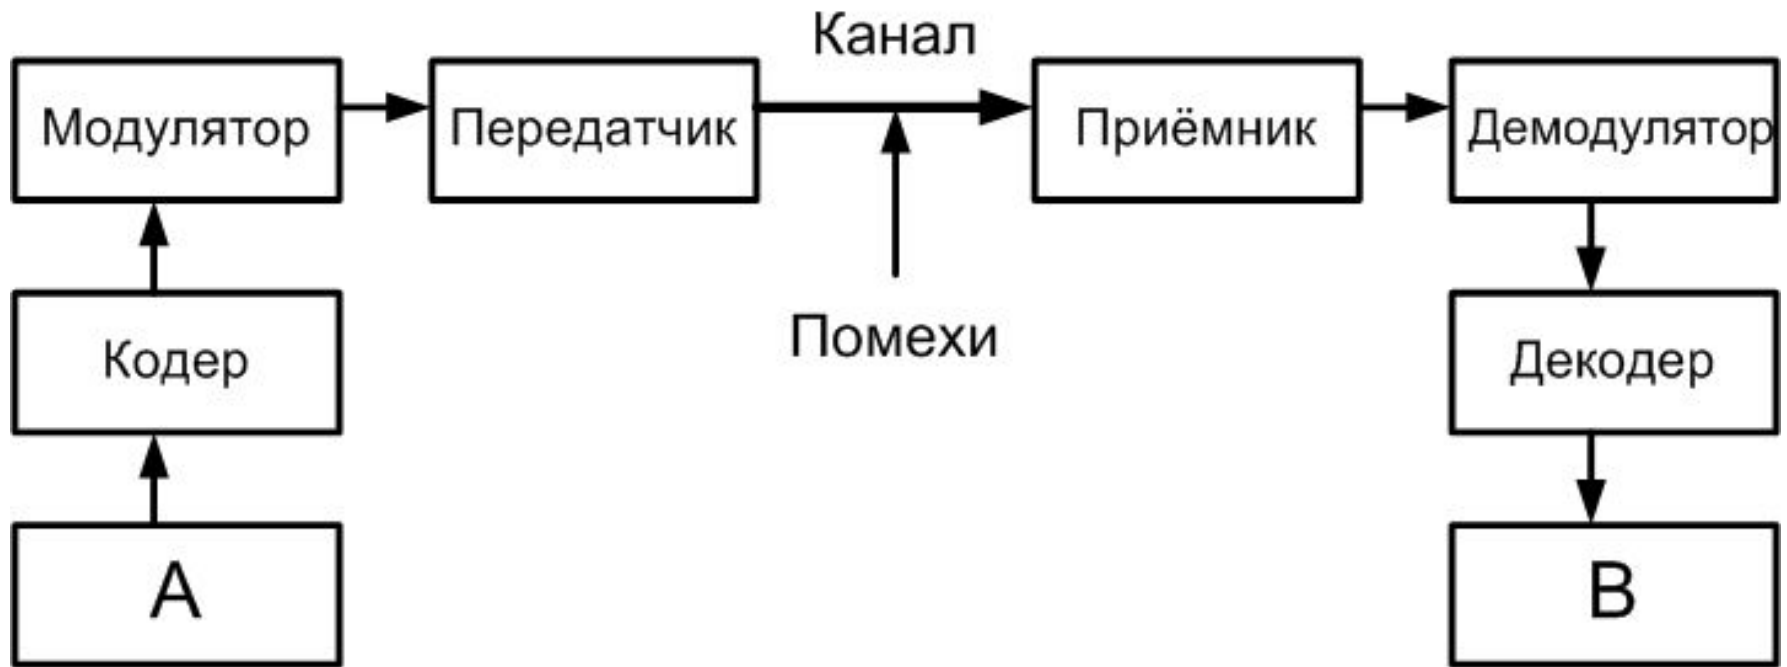 Канал
Модулятор
Передатчик
Приёмник
Демодулятор
Помехи
Кодер
Декодер
А
В